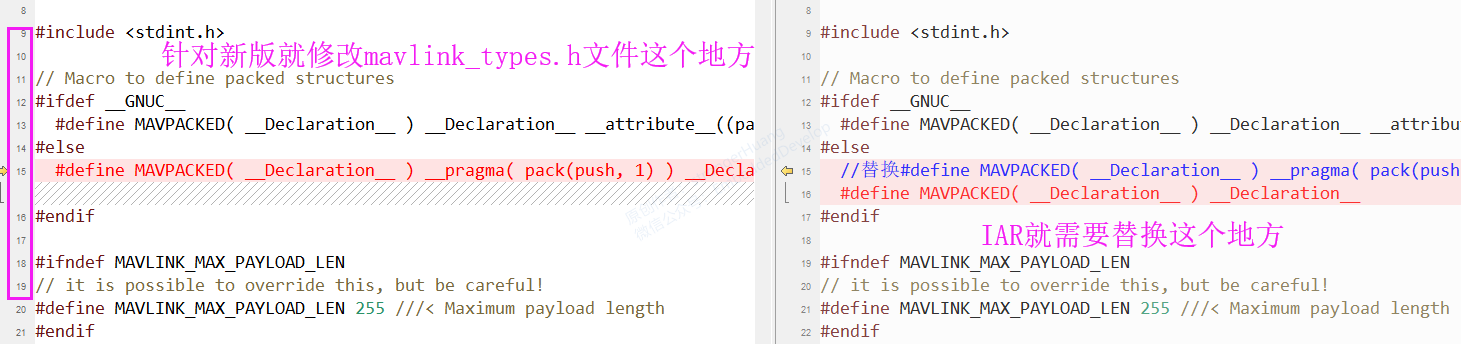 8
9 #include <stdint.h>
针对新版就修改mavlink_types.h文件这个地方
10
11 // Macro to define packed structures
12 #ifdef __GNUC__
13 #define MAVPACKED( __Declaration__ ) __Declaration__ __attribute__((pa
14 #else
15 #define MAVPACKED( __Declaration__ ) __pragma( pack(push, 1) ) __Decla
16 #endif
17
18 #ifndef MAVLINK_MAX_PAYLOAD_LEN
19 // it is possible to override this, but be careful!
20 #define MAVLINK_MAX_PAYLOAD_LEN 255 ///< Maximum payload length
21 #endif
8
9 #include <stdint.h>
10
11 // Macro to define packed structures
12 #ifdef __GNUC__
13 #define MAVPACKED( __Declaration__ ) __Declaration__ __attribu
14 #else
15 //替换#define MAVPACKED( __Declaration__ ) __pragma( pack(push
16 #define MAVPACKED( __Declaration__ ) __Declaration__
17 #endif
IAR就需要替换这个地方
18
19 #ifndef MAVLINK_MAX_PAYLOAD_LEN
20 // it is possible to override this, but be careful!
21 #define MAVLINK_MAX_PAYLOAD_LEN 255 ///< Maximum payload length
22 #endif